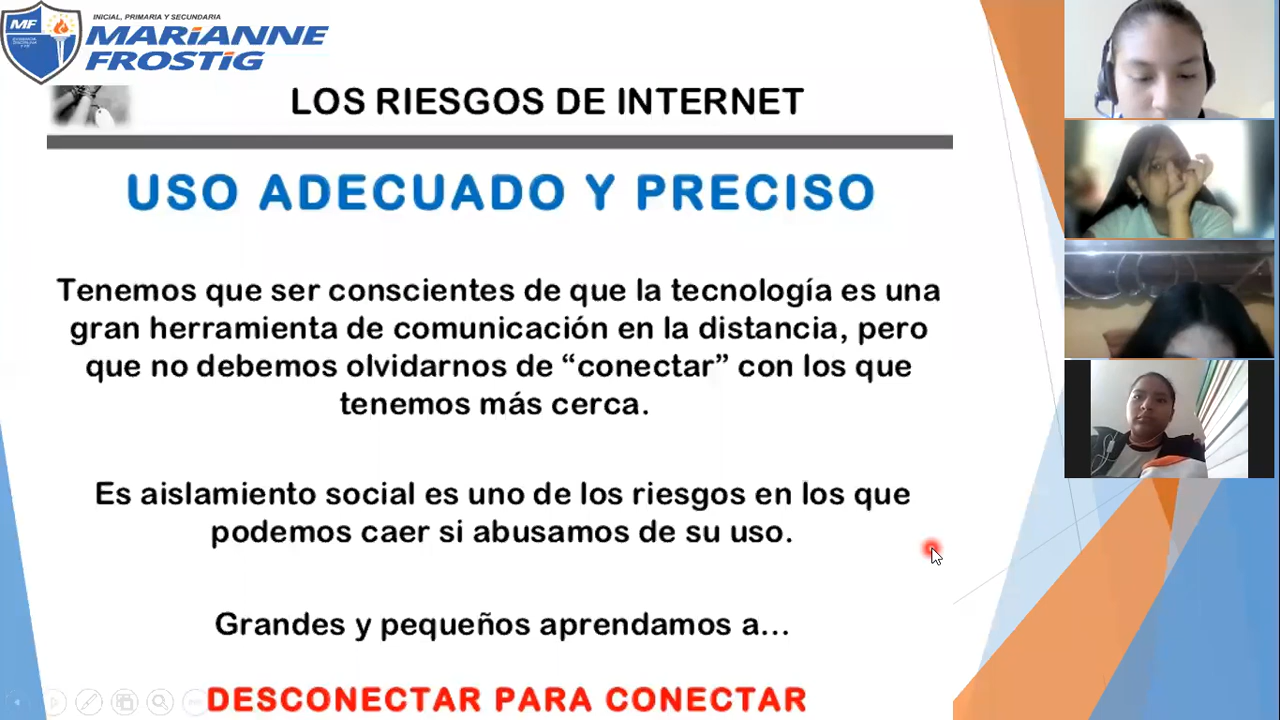 INICIAL, PRIMARIA Y SECUNDARIA
MF
MARIANNE
FROSTIG
LOS RIESGOS DE INTERNET
USO ADECUADO Y PRECISO
Tenemos que ser conscientes de que la tecnología es una
gran herramienta de comunicación en la distancia, pero
que no debemos olvidarnos de “conectar” con los que
tenemos más cerca.
Es aislamiento social es uno de los riesgos en los que
podemos caer si abusamos de su uso.
Grandes y pequeños aprendamos a...
DESCONECTAR PARA CONECTAR